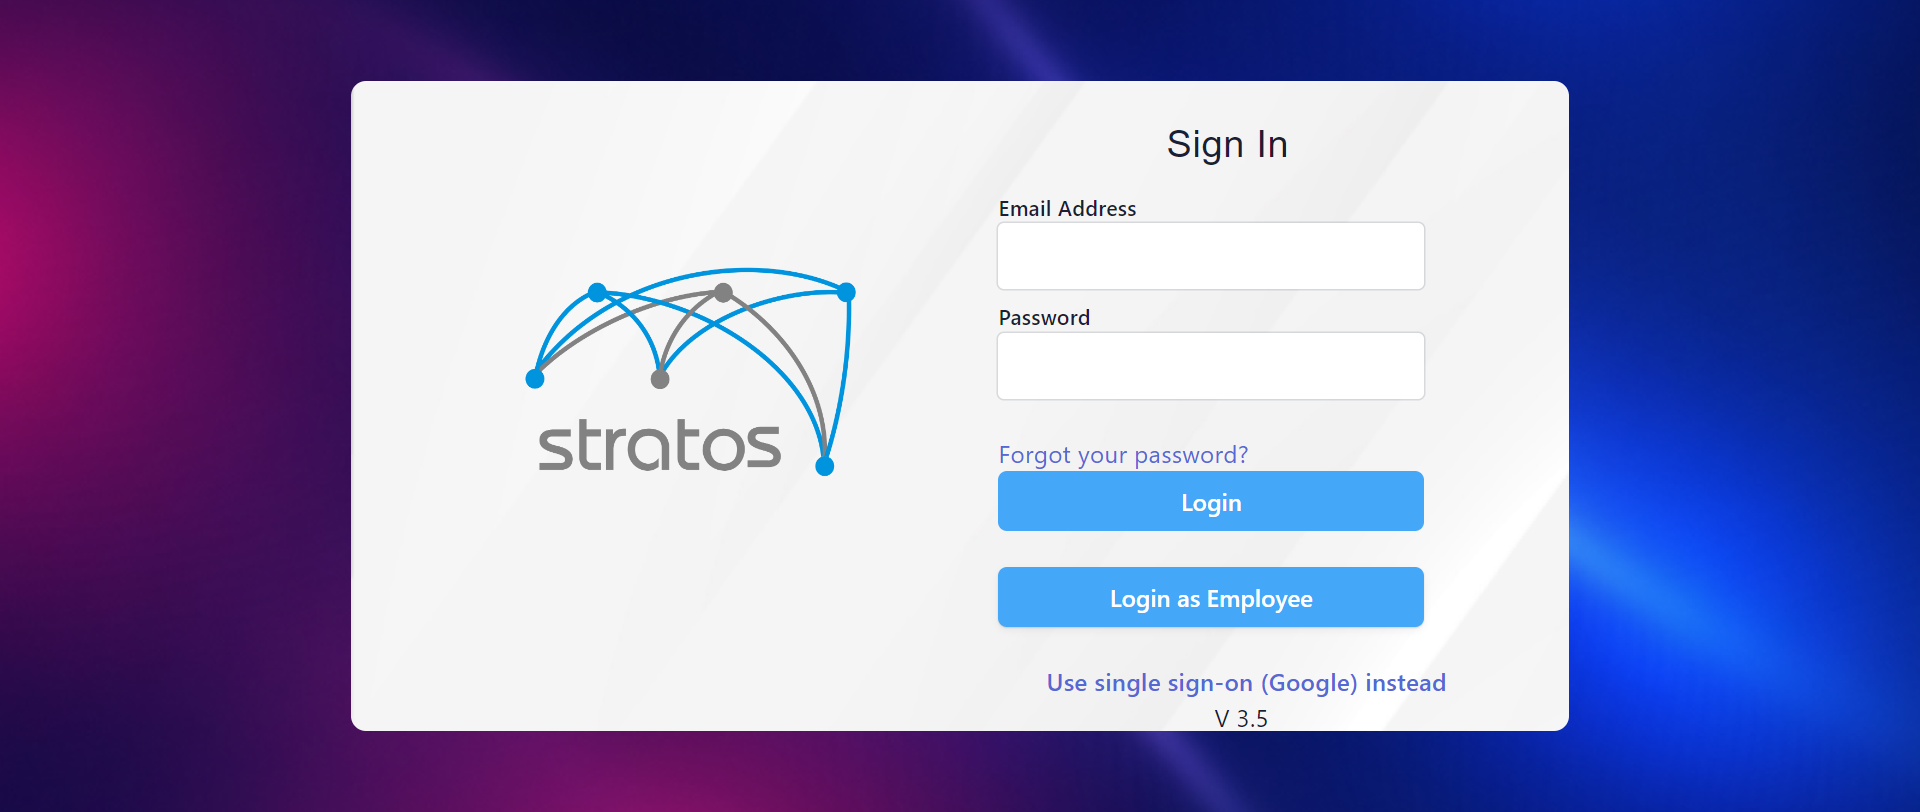 stratos
Sign In
Email Address
Password
Forgot your password?
Login
Login as Employee
Use single sign-on (Google) instead
V 3.5